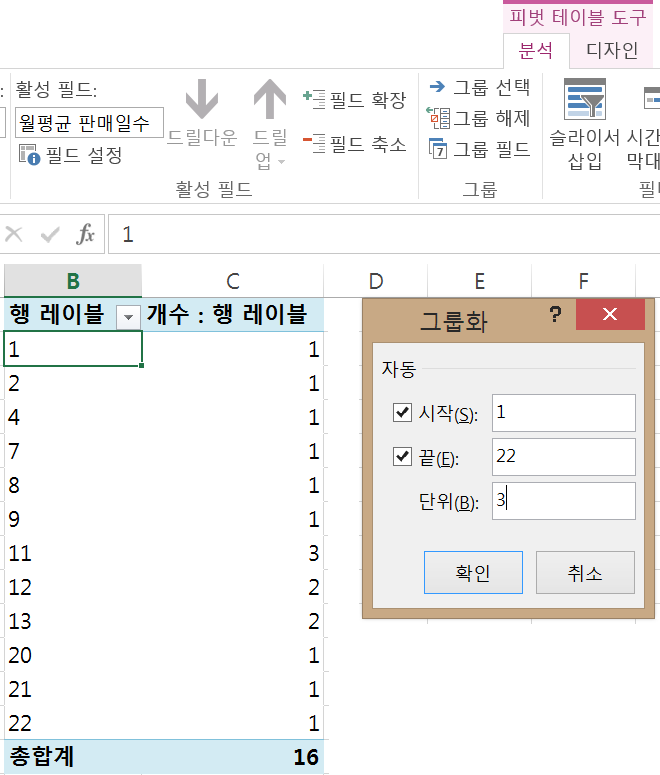 피벗 테이블 도구
분석 디자인
활성 필드:
월평균 판매일수
필드 설정
드릴다운
드릴
업
필드 확장
필드 축소
활성 필드
그룹 선택
그룹 해제
7 그룹 필드
그룹
슬라이서
삽입
시간
막대
fx 1
B C D E F
행 레이블 개수 : 행 레이블
1 1
2 1
4 1
7 1
8 1
9 1
11 3
12 2
13 2
20 1
21 1
22 1
총합계 16
그룹화 ?
자동
시작(S): 1
끝(E): 22
단위(B): 3
확인 취소